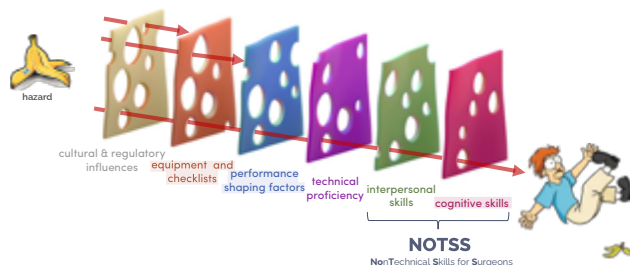 hazard
cultural & regulatory
influences
equipment and
checklists
performance
shaping factors
technical
proficiency
interpersonal
skills
cognitive skills
NOTSS
NonTechnical Skills for Surgeons